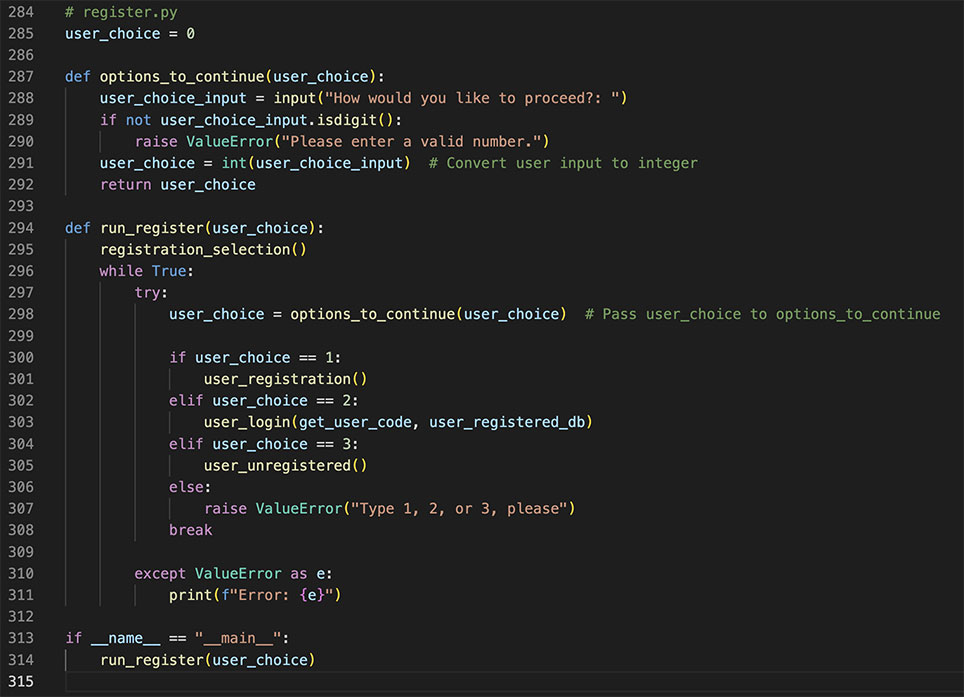 284 # register.py
285 user_choice = 0
286
287 def options_to_continue(user_choice):
288     user_choice_input = input("How would you like to proceed?: ")
289     if not user_choice_input.isdigit():
290         raise ValueError("Please enter a valid number.")
291     user_choice = int(user_choice_input)  # Convert user input to integer
292     return user_choice
293
294 def run_register(user_choice):
295     registration_selection()
296     while True:
297         try:
298             user_choice = options_to_continue(user_choice)  # Pass user_choice to options_to_continue
299
300             if user_choice == 1:
301                 user_registration()
302             elif user_choice == 2:
303                 user_login(get_user_code, user_registered_db)
304             elif user_choice == 3:
305                 user_unregistered()
306             else:
307                 raise ValueError("Type 1, 2, or 3, please")
308             break
309
310         except ValueError as e:
311             print(f"Error: {e}")
312
313 if __name__ == "__main__":
314     run_register(user_choice)
315